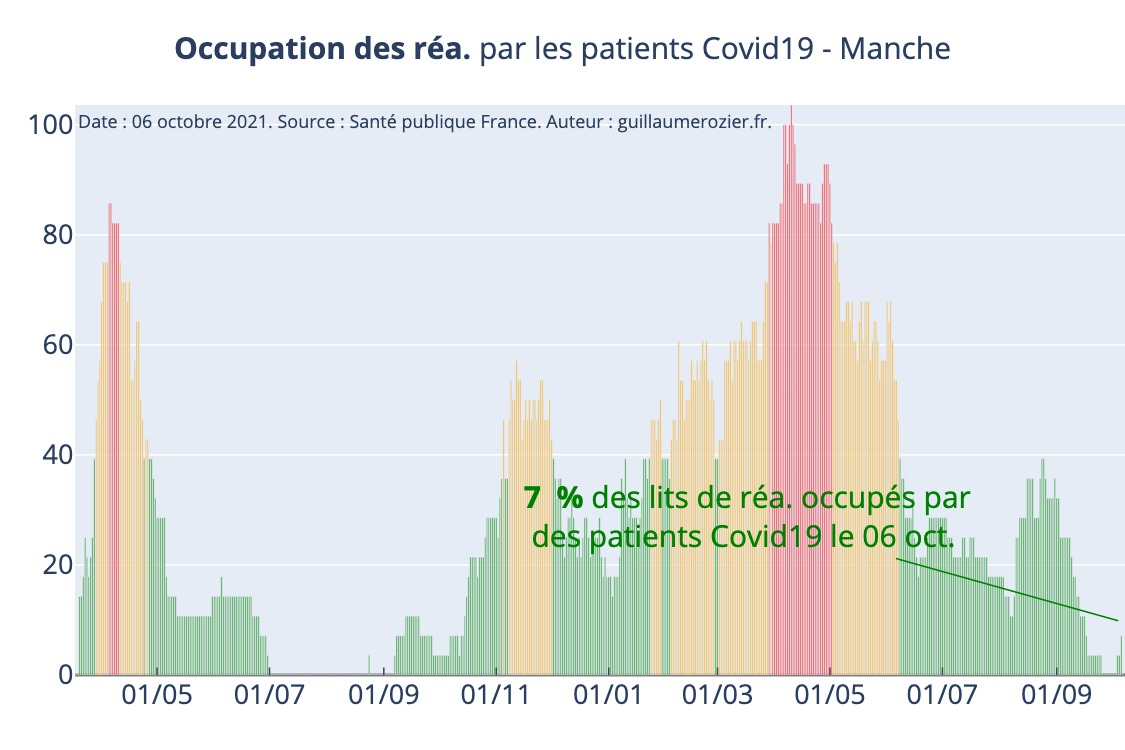 Occupation des réa. par les patients Covid19 - Manche
Date : 06 octobre 2021. Source : Santé publique France. Auteur : guillaumerozier.fr.
100
80
60
40
20
0
7 % des lits de réa. occupés par
des patients Covid19 le 06 oct.
01/05 01/07 01/09 01/11 01/01 01/03 01/05 01/07 01/09